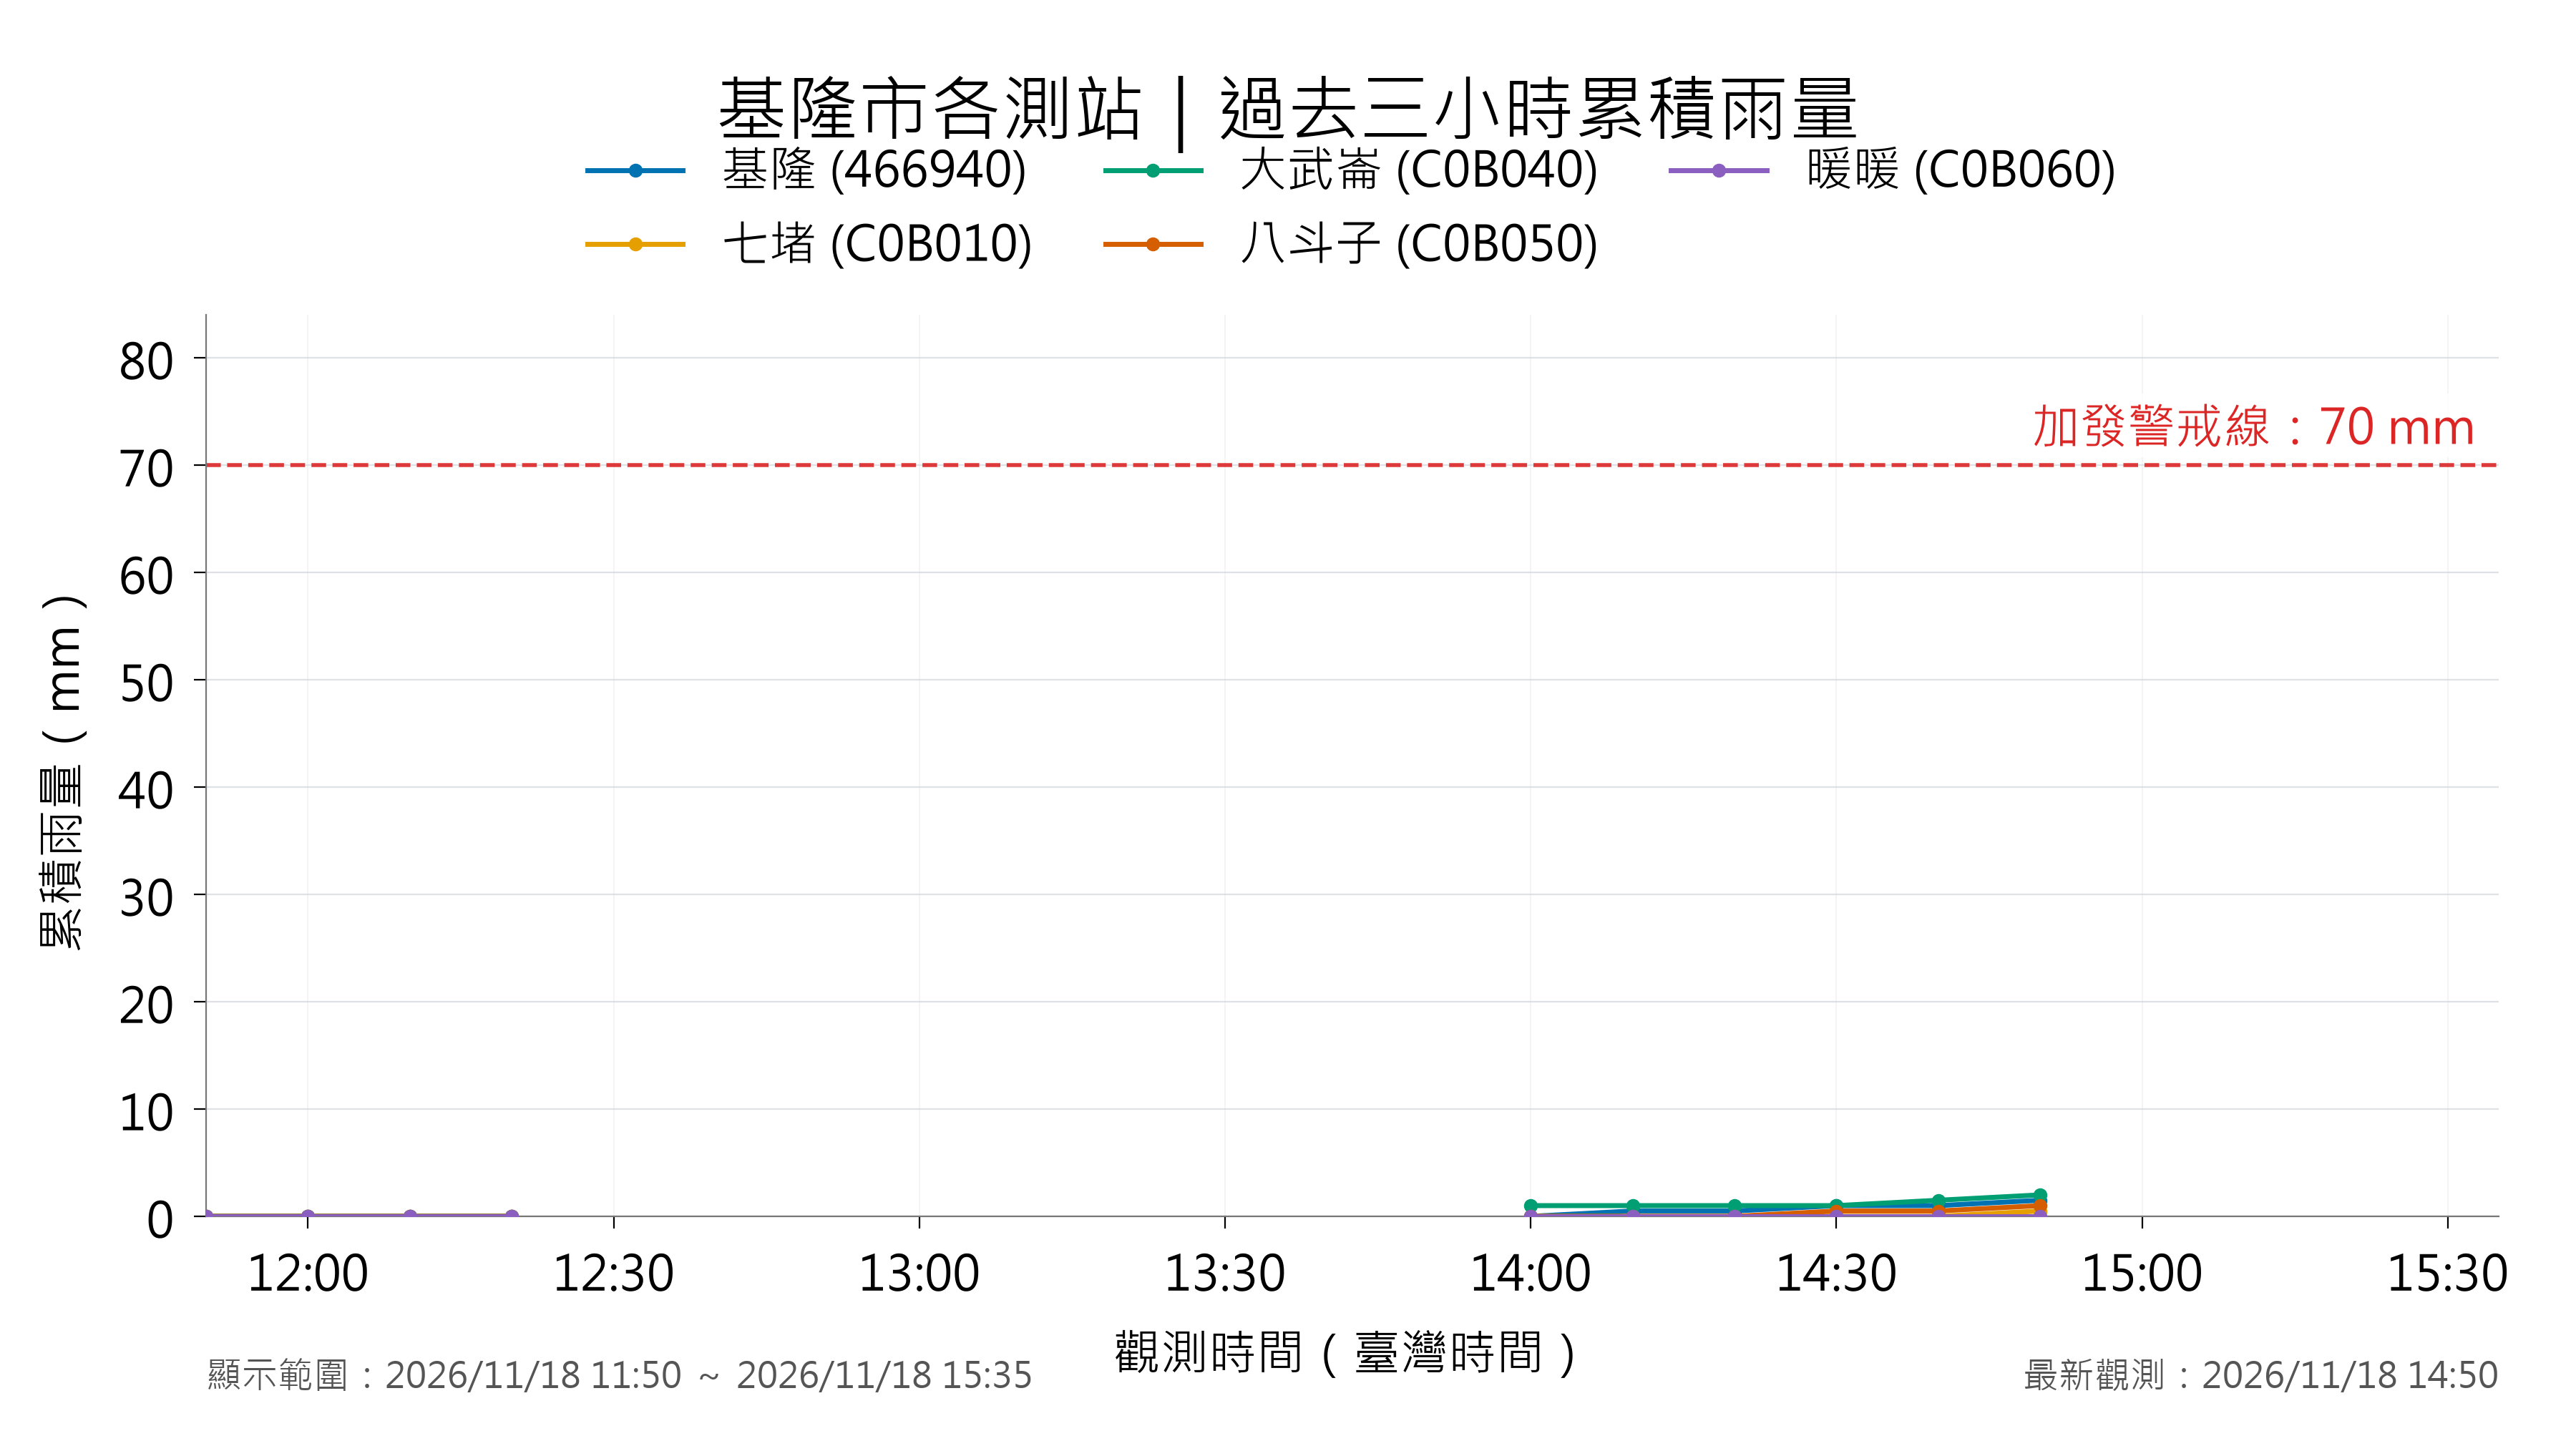 基隆市各測站｜過去三小時累積雨量
基隆 (466940)
七堵 (C0B010)
大武崙 (C0B040)
八斗子 (C0B050)
暖暖 (C0B060)
加發警戒線：70 mm
累積雨量（mm）
80
70
60
50
40
30
20
10
0
12:00 12:30 13:00 13:30 14:00 14:30 15:00 15:30
觀測時間（臺灣時間）
顯示範圍：2026/11/18 11:50 ~ 2026/11/18 15:35
最新觀測：2026/11/18 14:50